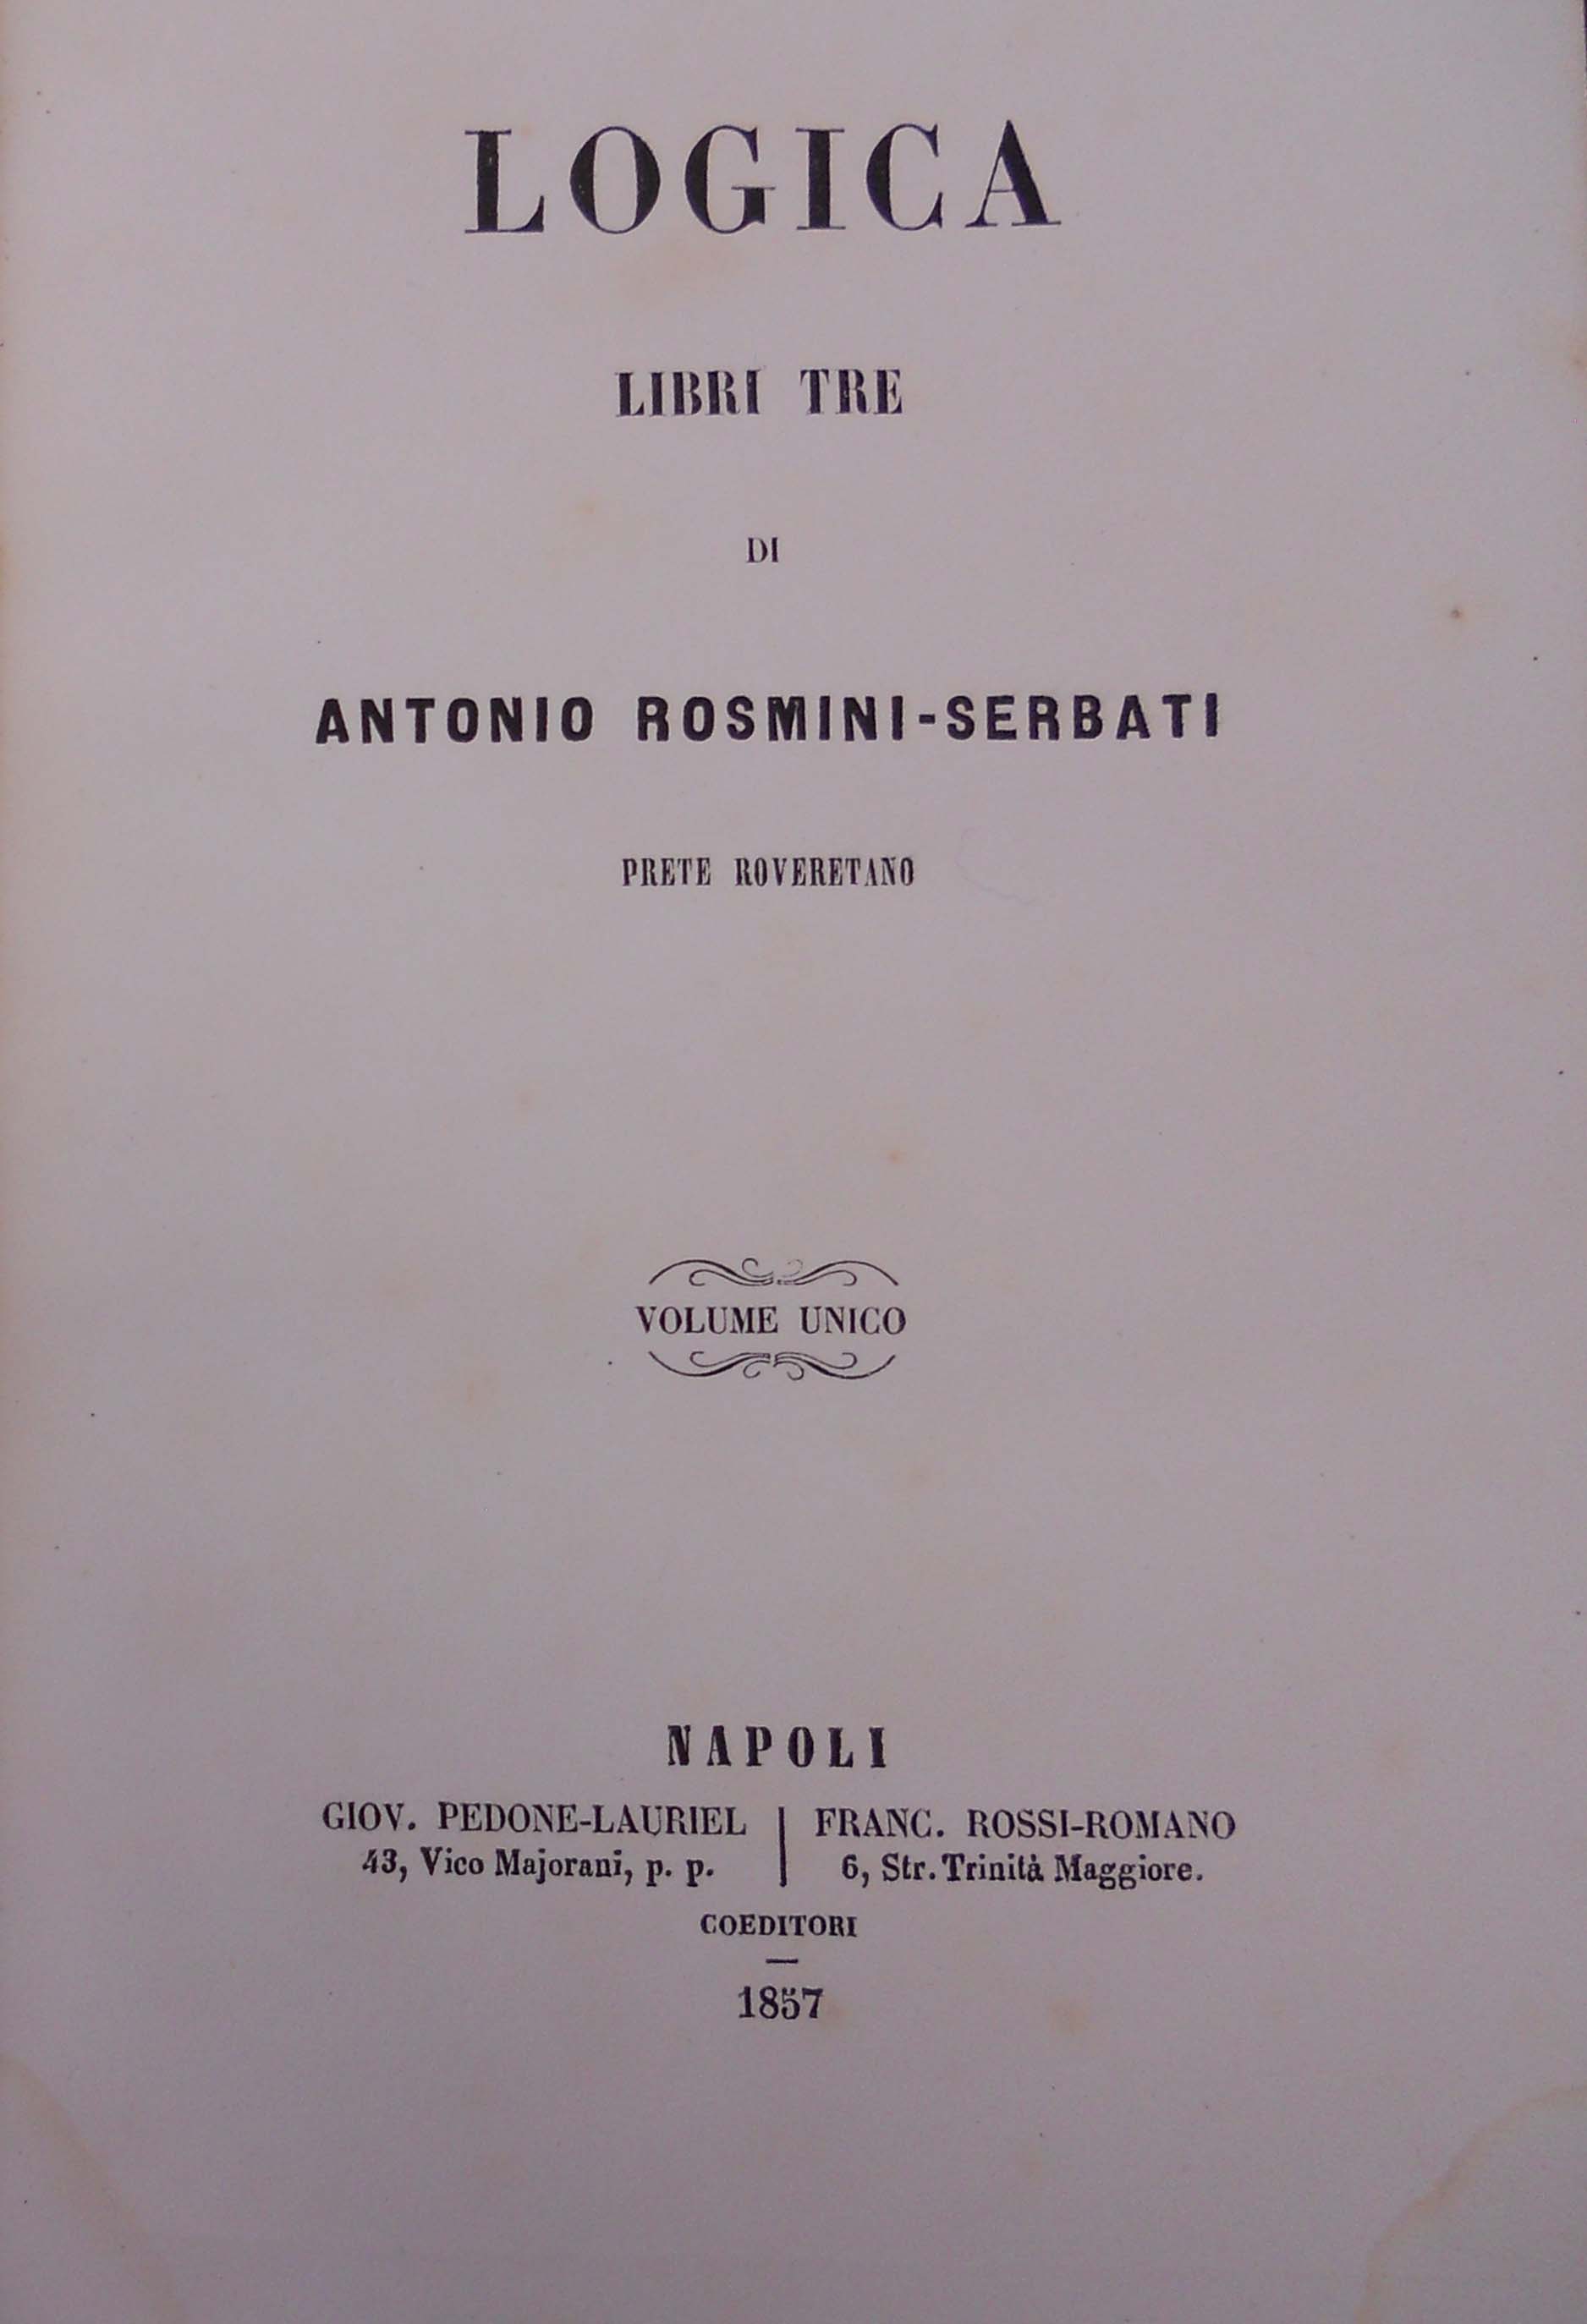 LOGICA
LIBRI TRE
DI
ANTONIO ROSMINI-SERBATI
PRETE ROVERETANO
VOLUME UNICO
NAPOLI
GIOV. PEDONE-LAURIEL
43, Vico Majorani, p. p.
FRANC. ROSSI-ROMANO
6, Str. Trinità Maggiore.
COEDITORI
1857